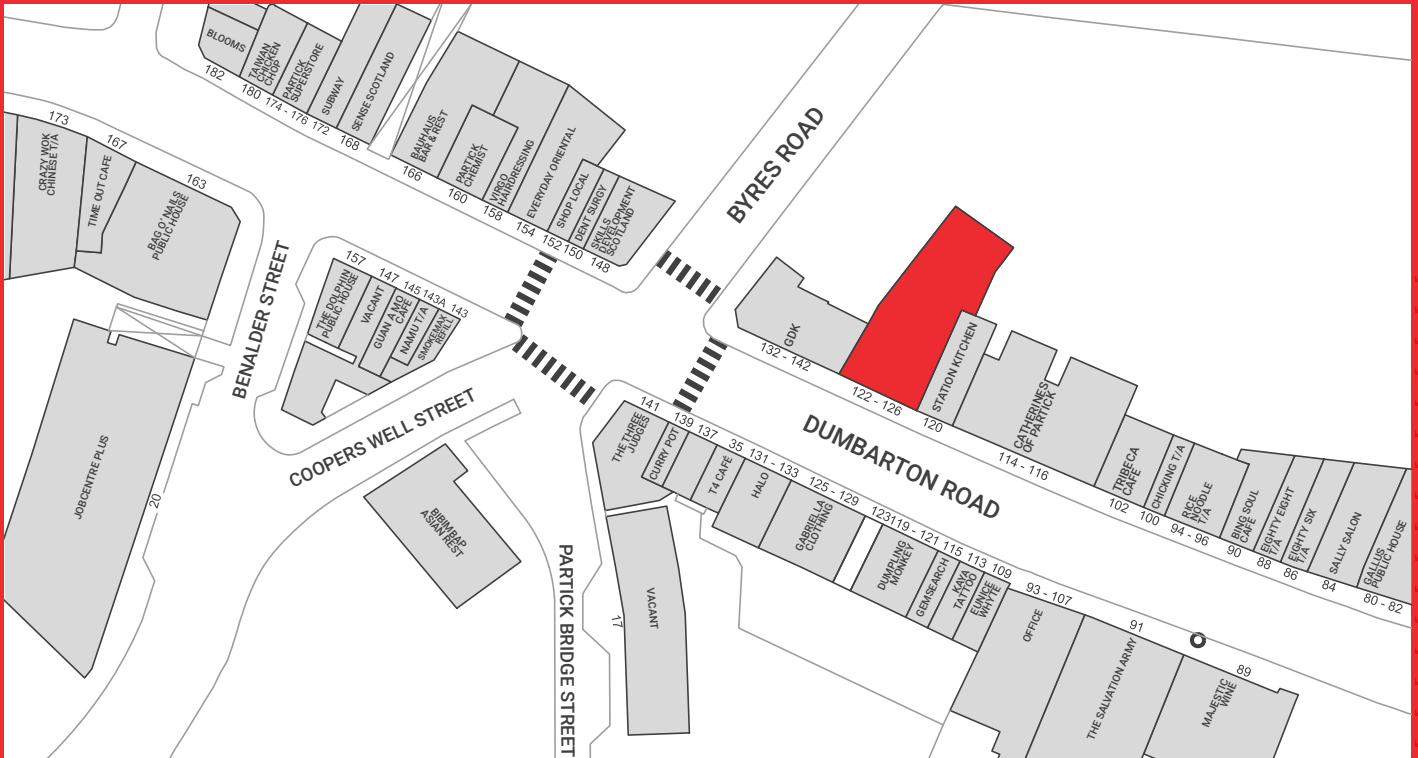 BLOOMS
TAIWAN
CHICKEN
CHOP
PARTICK
SUPERSTORE
SUBWAY
SENSE SCOTLAND
182
180
174 - 176
172
168
BAUHAUS
BAR & REST
PARTICK
CHEMIST
VIRGO
HAIRDRESSING
EVERYDAY ORIENTAL
SHOP LOCAL
DENT SURGY
SKILLS
DEVELOPMENT
SCOTLAND
166
160
158
154
152
150
148
BYRES ROAD
173
167
163
CRAZY WOK
CHINESE T/A
TIME OUT CAFE
BAG O' NAILS
PUBLIC HOUSE
BENALDER STREET
157
147
145
143A
143
THE DOLPHIN
PUBLIC HOUSE
VACANT
GUAN A MO
CAFE
NAMU T/A
SMOKEMAX
REFILL
GDK
132 - 142
122 - 126
STATION KITCHEN
120
CATHERINES
OF PARTICK
114 - 116
TRIBECA
CAFE
102
CHICKING T/A
100
RICE
NOODLE
T/A
94 - 96
BING SOUL
CAFE
90
EIGHTY EIGHT
T/A
88
EIGHTY SIX
T/A
86
SALLY SALON
84
GALLUS
PUBLIC HOUSE
80 - 82
DUMBARTON ROAD
COOPERS WELL STREET
JOBCENTRE PLUS
20
BIBIMBAP
ASIAN REST
PARTICK BRIDGE STREET
VACANT
17
141
139
137
35
131 - 133
125 - 129
123
119 - 121
115
113
109
93 - 107
91
89
THE THREE
JUDGES
CURRY POT
T4 CAFÉ
HALO
GABRIELLA
CLOTHING
DUMPLING
MONKEY
GEMSEARCH
KAYA
TATTOO
EUNICE
WHYTE
OFFICE
THE SALVATION ARMY
MAJESTIC
WINE